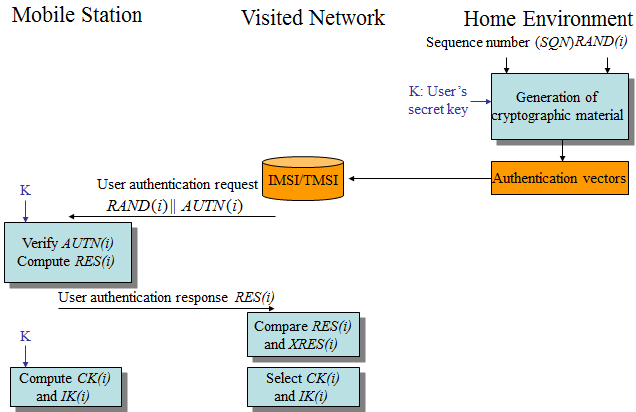 Mobile Station
Visited Network
Home Environment
Sequence number (SQN)
RAND(i)
K: User's
secret key
Generation of
cryptographic material
Authentication vectors
IMSI/TMSI
User authentication request
RAND(i)|| AUTN(i)
K
Verify AUTN(i)
Compute RES(i)
User authentication response RES(i)
Compare RES(i)
and XRES(i)
K
Compute CK(i)
and IK(i)
Select CK(i)
and IK(i)